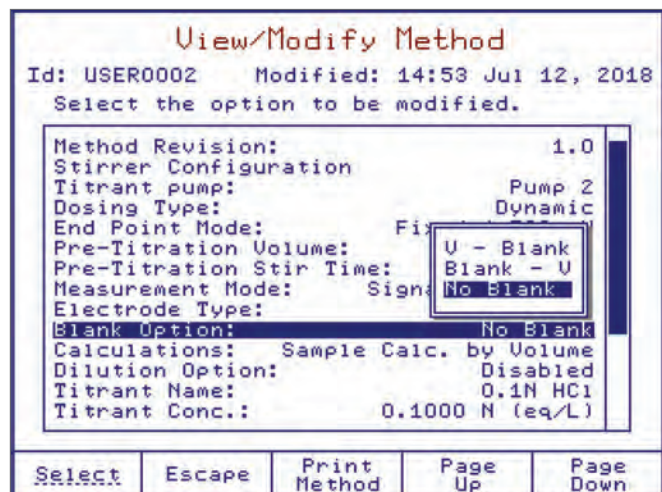 View/Modify Method
Id: USER0002 Modified: 14:53 Jul 12, 2018
Select the option to be modified.
Method Revision: 1.0
Stirrer Configuration
Titrant pump: Pump 2
Dosing Type: Dynamic
End Point Mode:
Pre-Titration Volume:
Pre-Titration Stir Time:
Measurement Mode:
Electrode Type:
V - Blank
Blank - V
No Blank
Blank Option: No Blank
Calculations: Sample Calc. by Volume
Dilution Option: Disabled
Titrant Name: 0.1N HCl
Titrant Conc.: 0.1000 N (eq/L)
Select Escape Print Method Page Up Page Down